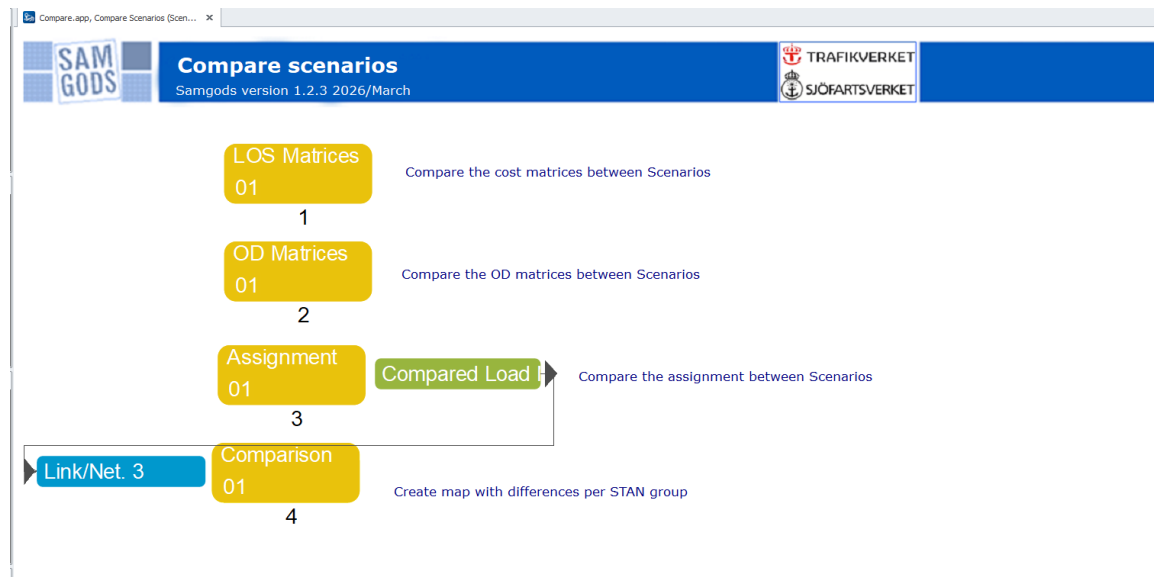 Compare.app, Compare Scenarios (Scen...
SAM
GODS
Compare scenarios
Samgods version 1.2.3 2026/March
TRAFIKVERKET
SJÖFARTSVERKET
LOS Matrices
01
Compare the cost matrices between Scenarios
1
OD Matrices
01
Compare the OD matrices between Scenarios
2
Assignment
01
Compared Load
Compare the assignment between Scenarios
3
Link/Net. 3
Comparison
01
Create map with differences per STAN group
4